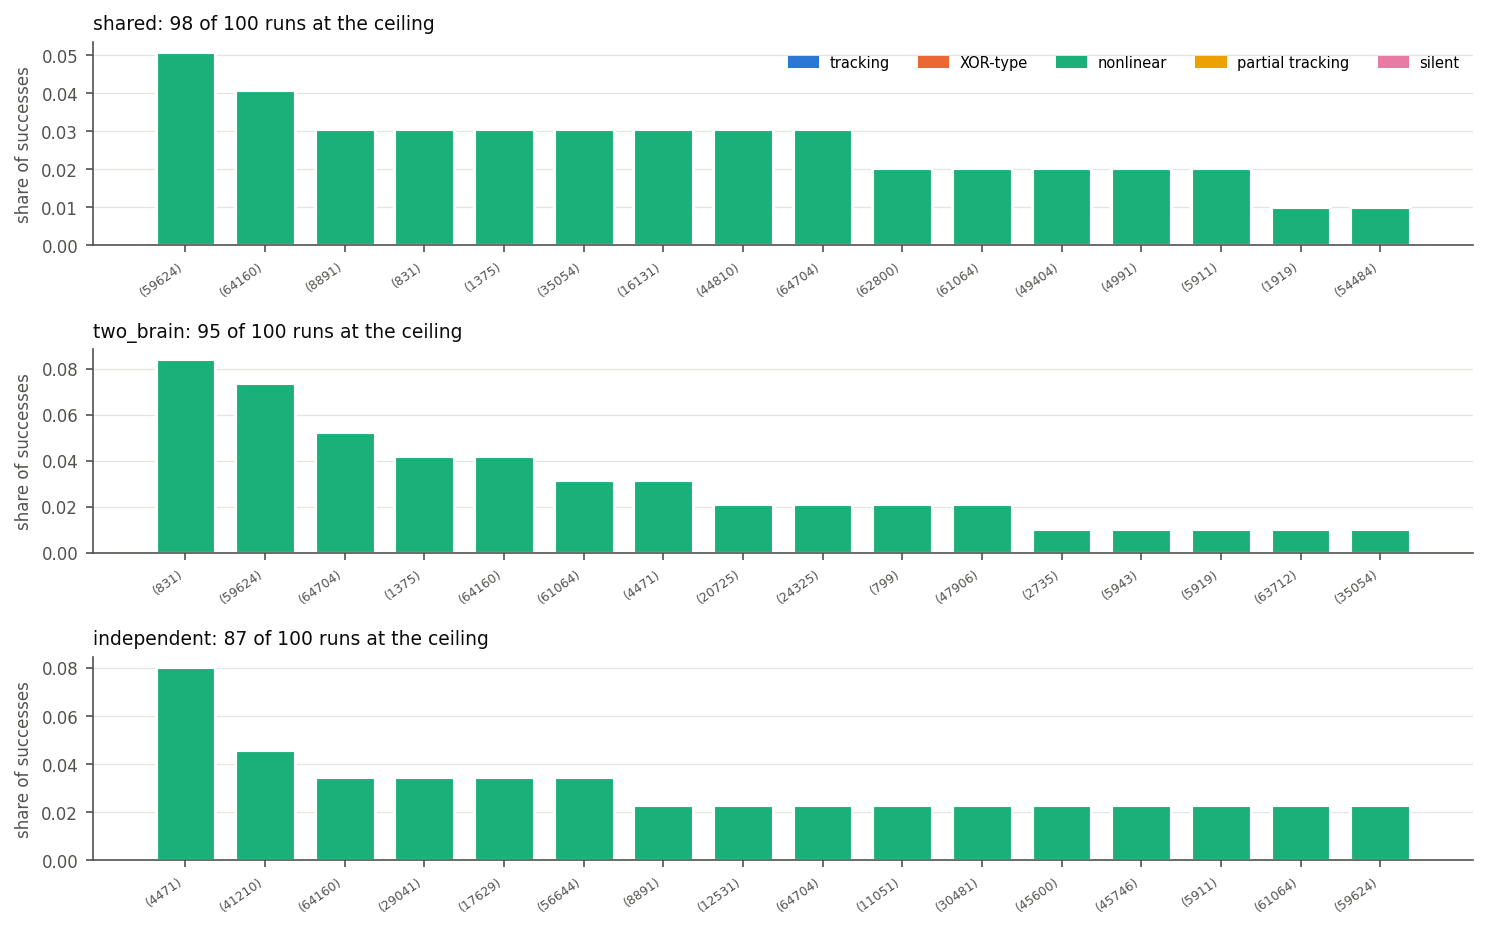 shared: 98 of 100 runs at the ceiling
share of successes
0.05
0.04
0.03
0.02
0.01
0.00
tracking XOR-type nonlinear partial tracking silent
(59624) (64160) (8891) (831) (1375) (35054) (16131) (44810) (64704) (62800) (61064) (49404) (4991) (5911) (1919) (54484)
two_brain: 95 of 100 runs at the ceiling
share of successes
0.08
0.06
0.04
0.02
0.00
(831) (59624) (64704) (1375) (64160) (61064) (4471) (20725) (24325) (799) (47906) (2735) (5943) (5919) (63712) (35054)
independent: 87 of 100 runs at the ceiling
share of successes
0.08
0.06
0.04
0.02
0.00
(4471) (41210) (64160) (29041) (17629) (56644) (8891) (12531) (64704) (11051) (30481) (45600) (45746) (5911) (61064) (59624)